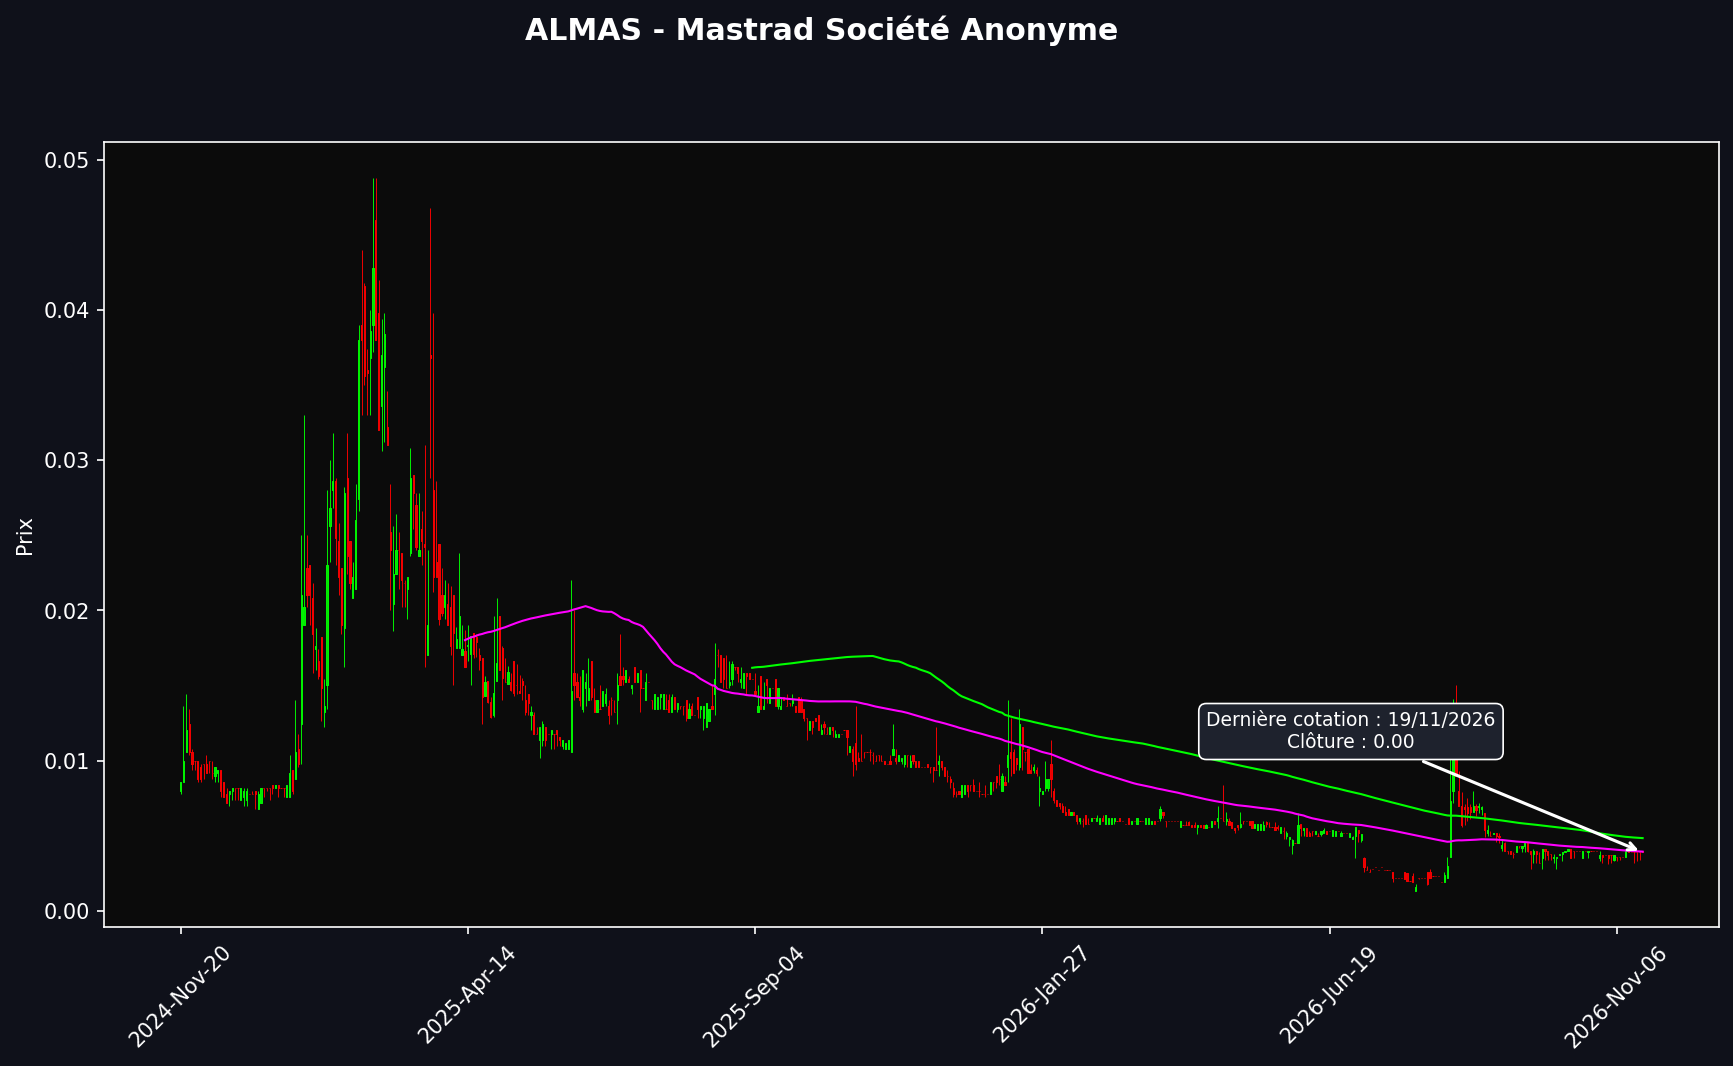 ALMAS - Mastrad Société Anonyme
Prix
0.05
0.04
0.03
0.02
0.01
0.00
Dernière cotation : 19/11/2026
Clôture : 0.00
2024-Nov-20
2025-Apr-14
2025-Sep-04
2026-Jan-27
2026-Jun-19
2026-Nov-06